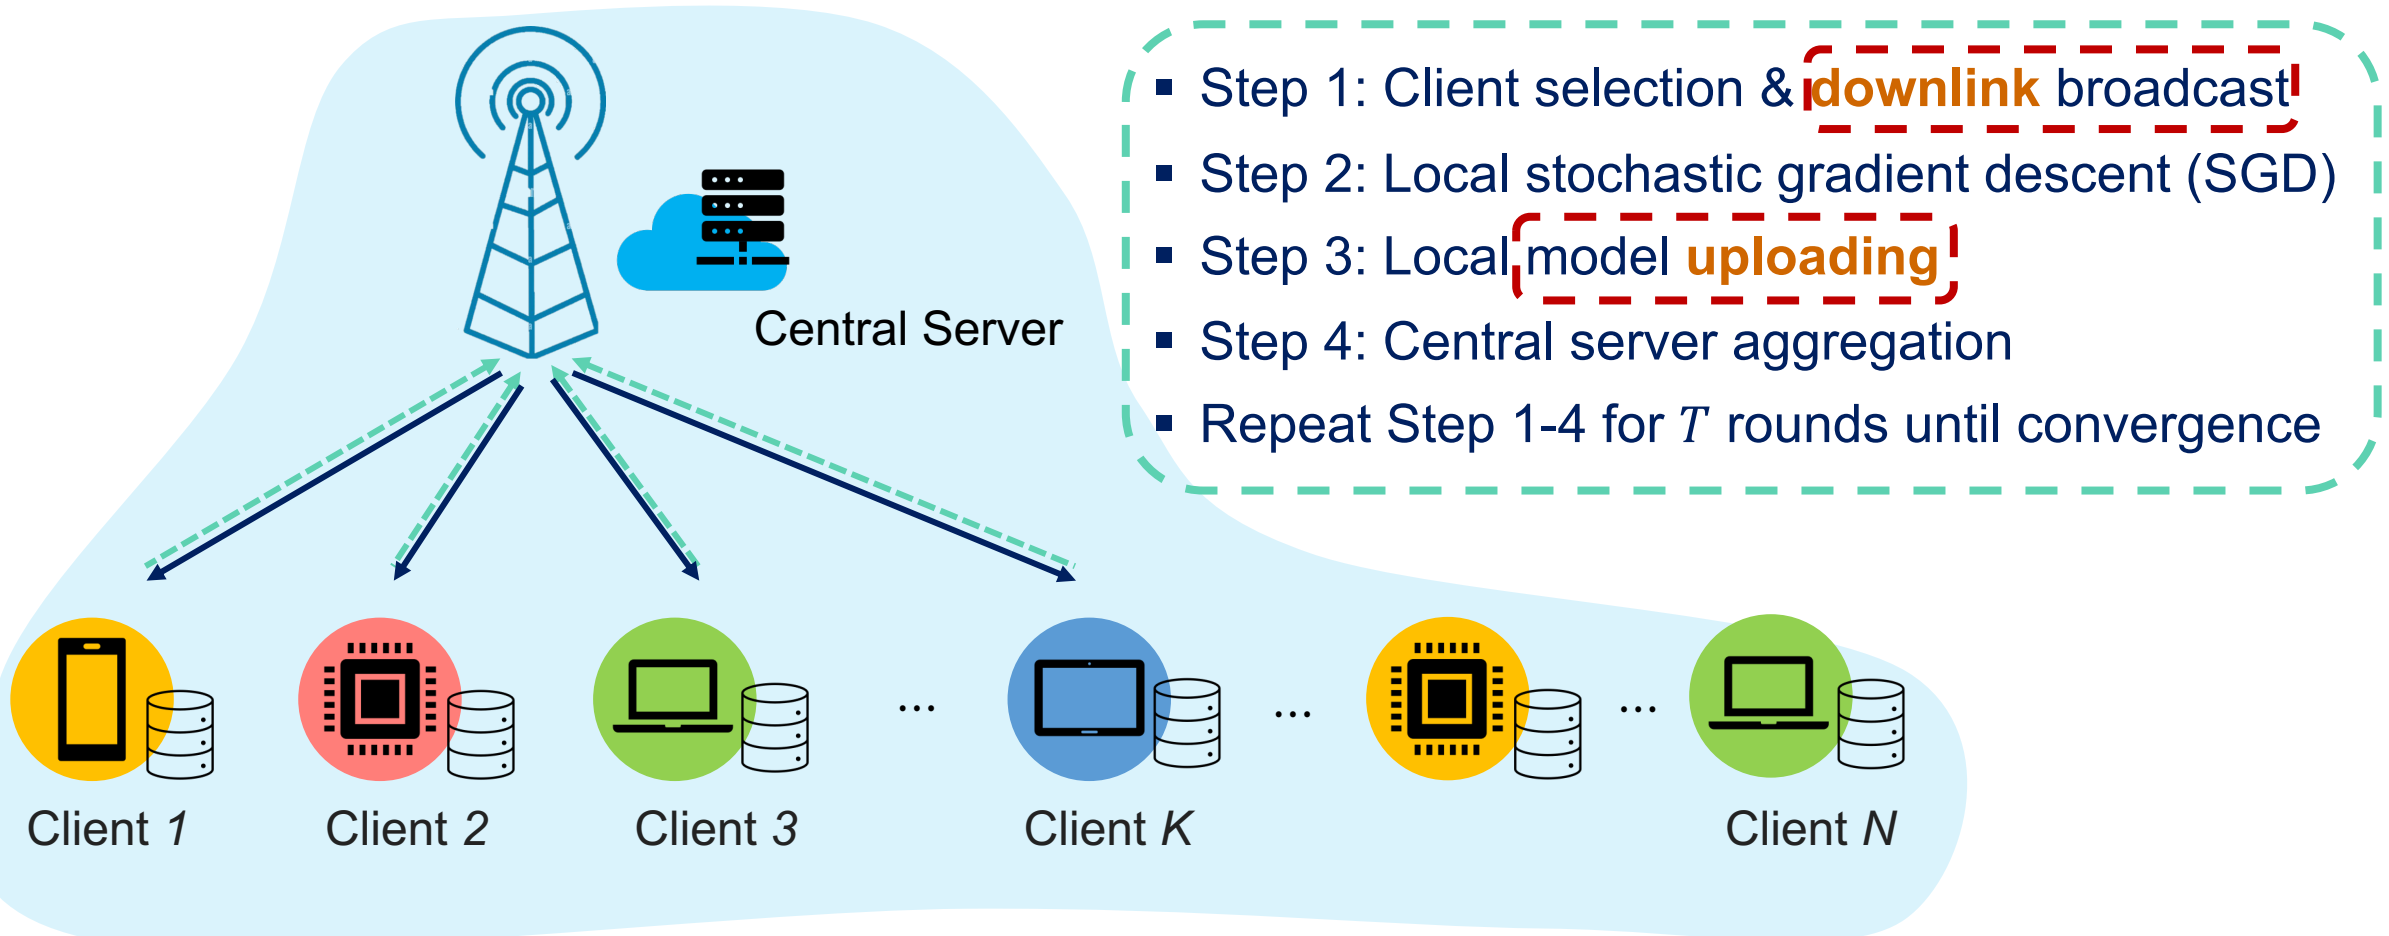 ▪ Step 1: Client selection & downlink broadcast
▪ Step 2: Local stochastic gradient descent (SGD)
▪ Step 3: Local model uploading
▪ Step 4: Central server aggregation
▪ Repeat Step 1-4 for T rounds until convergence
Central Server
... ... ...
Client 1 Client 2 Client 3 Client K Client N